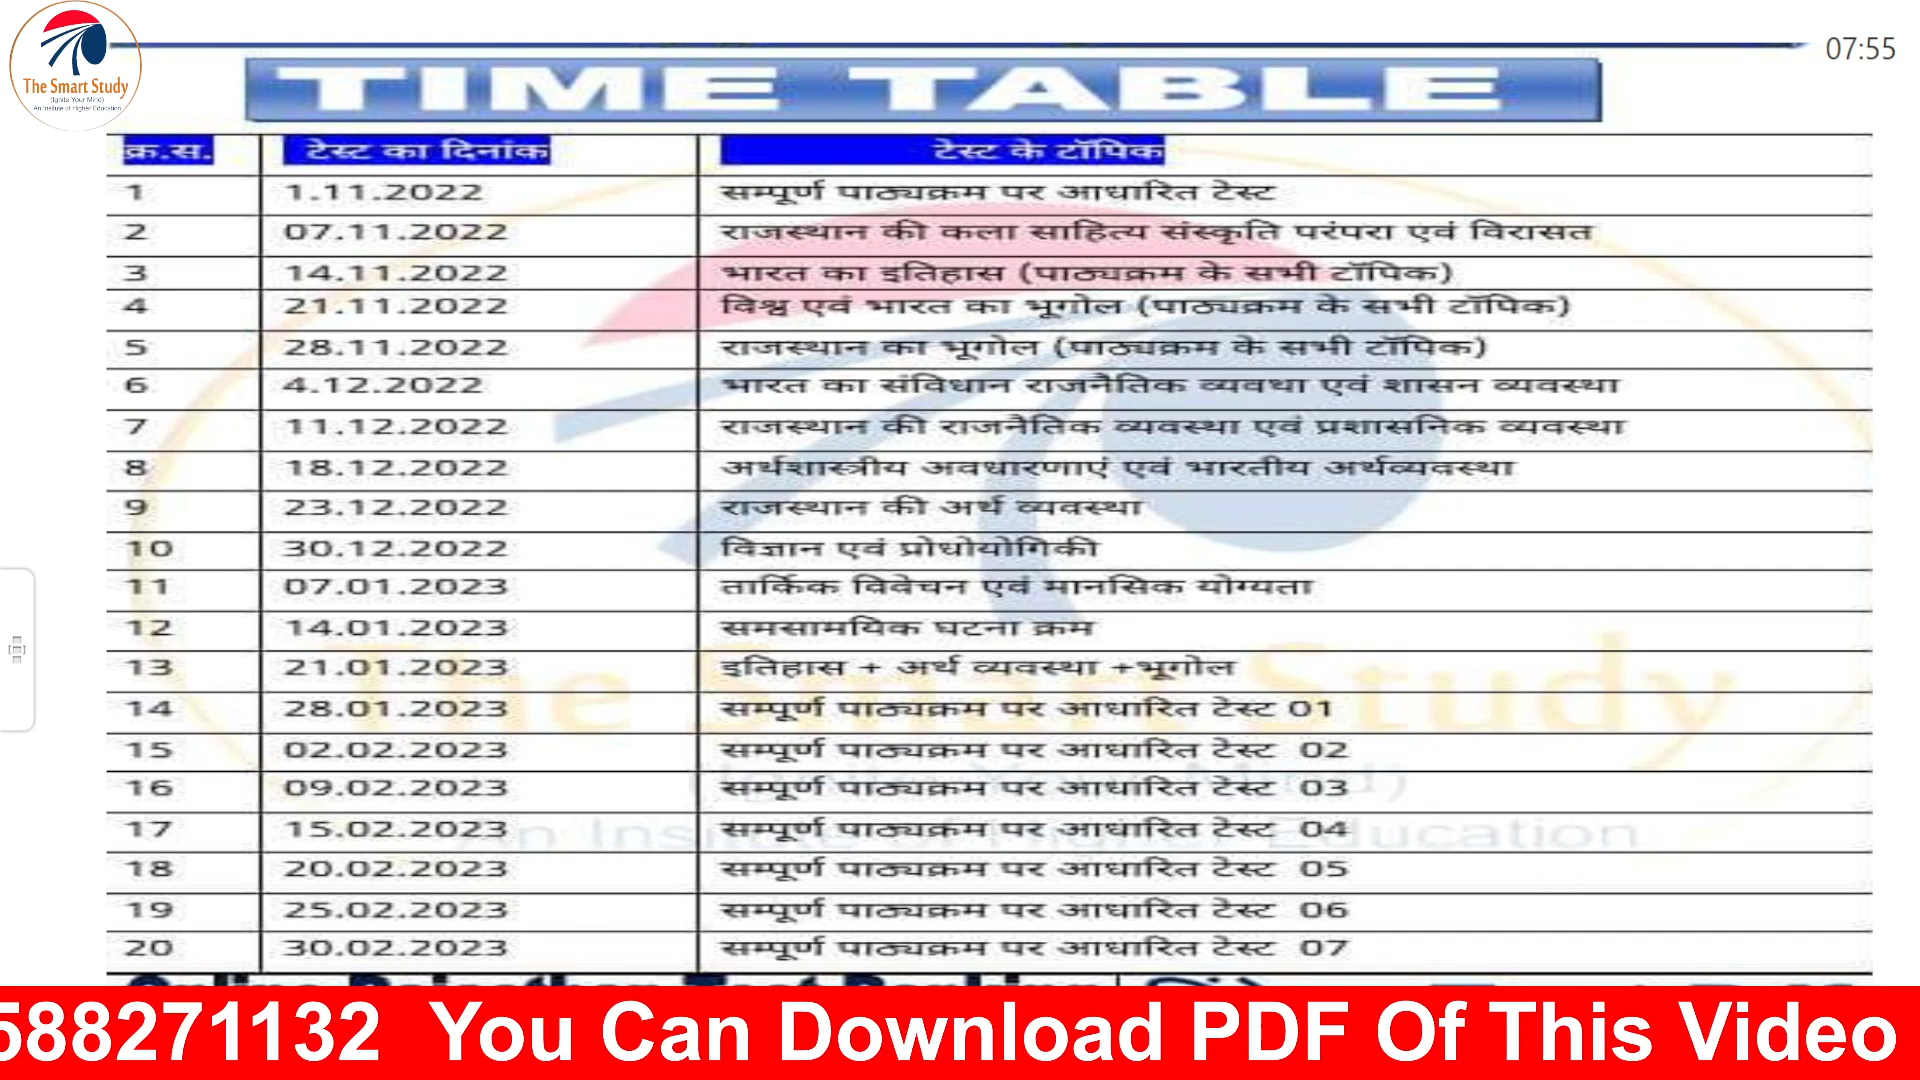 The Smart Study
(Ignite Your Mind)
An Insitute of Higher Education
07:55
TIME TABLE
क्र.स. टेस्ट का दिनांक टेस्ट के टॉपिक
1 1.11.2022 सम्पूर्ण पाठ्यक्रम पर आधारित टेस्ट
2 07.11.2022 राजस्थान की कला साहित्य संस्कृति परंपरा एवं विरासत
3 14.11.2022 भारत का इतिहास (पाठ्यक्रम के सभी टॉपिक)
4 21.11.2022 विश्व एवं भारत का भूगोल (पाठ्यक्रम के सभी टॉपिक)
5 28.11.2022 राजस्थान का भूगोल (पाठ्यक्रम के सभी टॉपिक)
6 4.12.2022 भारत का संविधान राजनैतिक व्यवथा एवं शासन व्यवस्था
7 11.12.2022 राजस्थान की राजनैतिक व्यवस्था एवं प्रशासनिक व्यवस्था
8 18.12.2022 अर्थशास्त्रीय अवधारणाएं एवं भारतीय अर्थव्यवस्था
9 23.12.2022 राजस्थान की अर्थ व्यवस्था
10 30.12.2022 विज्ञान एवं प्रोधोयोगिकी
11 07.01.2023 तार्किक विवेचन एवं मानसिक योग्यता
12 14.01.2023 समसामयिक घटना क्रम
13 21.01.2023 इतिहास + अर्थ व्यवस्था +भूगोल
14 28.01.2023 सम्पूर्ण पाठ्यक्रम पर आधारित टेस्ट 01
15 02.02.2023 सम्पूर्ण पाठ्यक्रम पर आधारित टेस्ट 02
16 09.02.2023 सम्पूर्ण पाठ्यक्रम पर आधारित टेस्ट 03
17 15.02.2023 सम्पूर्ण पाठ्यक्रम पर आधारित टेस्ट 04
18 20.02.2023 सम्पूर्ण पाठ्यक्रम पर आधारित टेस्ट 05
19 25.02.2023 सम्पूर्ण पाठ्यक्रम पर आधारित टेस्ट 06
20 30.02.2023 सम्पूर्ण पाठ्यक्रम पर आधारित टेस्ट 07
588271132 You Can Download PDF Of This Video